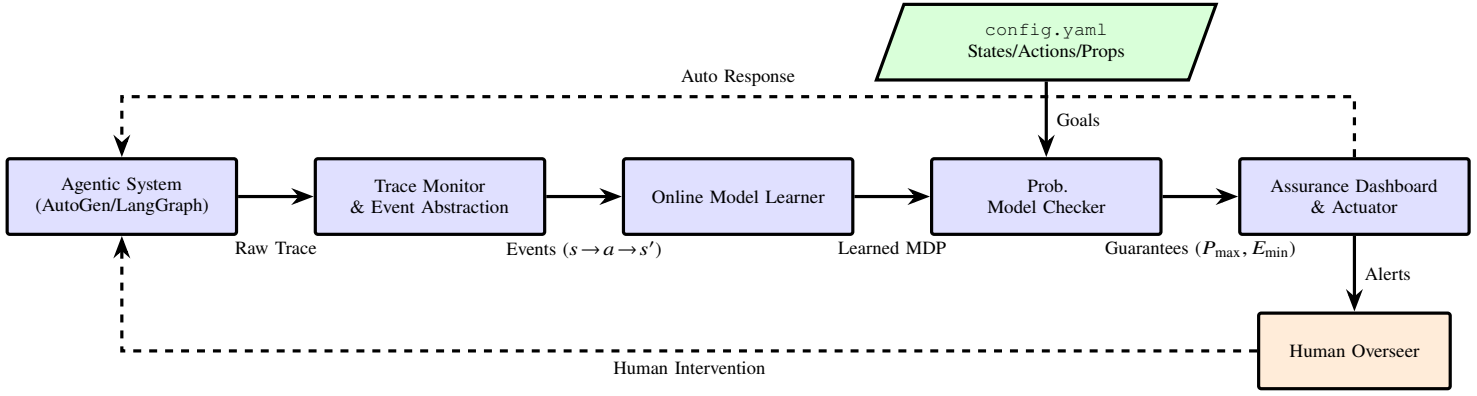 config.yaml
States/Actions/Props
Auto Response
Goals
Agentic System
(AutoGen/LangGraph)
Trace Monitor
& Event Abstraction
Online Model Learner
Prob.
Model Checker
Assurance Dashboard
& Actuator
Raw Trace
Events (s→a→s′)
Learned MDP
Guarantees (Pmax, Emin)
Alerts
Human Overseer
Human Intervention